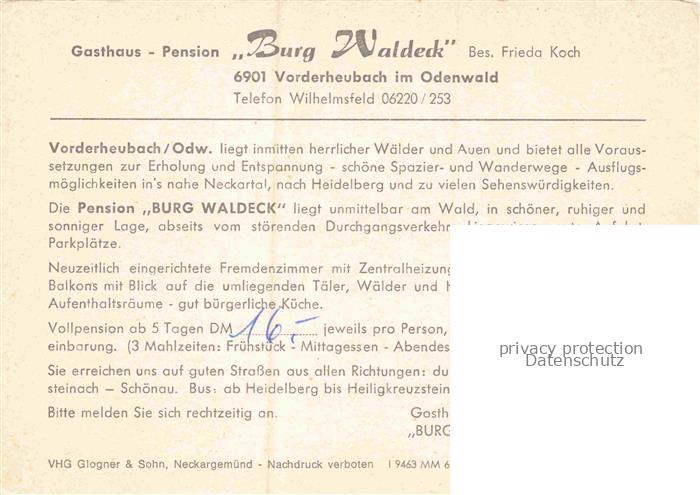 Gasthaus - Pension „Burg Waldeck" Bes. Frieda Koch
6901 Vorderheubach im Odenwald
Telefon Wilhelmsfeld 06220/253
Vorderheubach/Odw. liegt inmitten herrlicher Wälder und Auen und bietet alle Voraus-
setzungen zur Erholung und Entspannung - schöne Spazier- und Wanderwege - Ausflugs-
möglichkeiten in's nahe Neckartal, nach Heidelberg und zu vielen Sehenswürdigkeiten.
Die Pension „BURG WALDECK" liegt unmittelbar am Wald, in schöner, ruhiger und
sonniger Lage, abseits vom störenden Durchgangsverkehr
Parkplätze.
Neuzeitlich eingerichtete Fremdenzimmer mit Zentralheizung
Balkons mit Blick auf die umliegenden Täler, Wälder und
Aufenthaltsräume - gut bürgerliche Küche.
Vollpension ab 5 Tagen DM 16,- jeweils pro Person,
einbarung. (3 Mahlzeiten: Frühstück - Mittagessen - Abendes
privacy protection
Datenschutz
Sie erreichen uns auf guten Straßen aus allen Richtungen: du
steinach - Schönau. Bus: ab Heidelberg bis Heiligkreuzstein
Bitte melden Sie sich rechtzeitig an. Gasth
„BURG
VHG Glogner & Sohn, Neckargemünd - Nachdruck verboten I 9463 MM 6